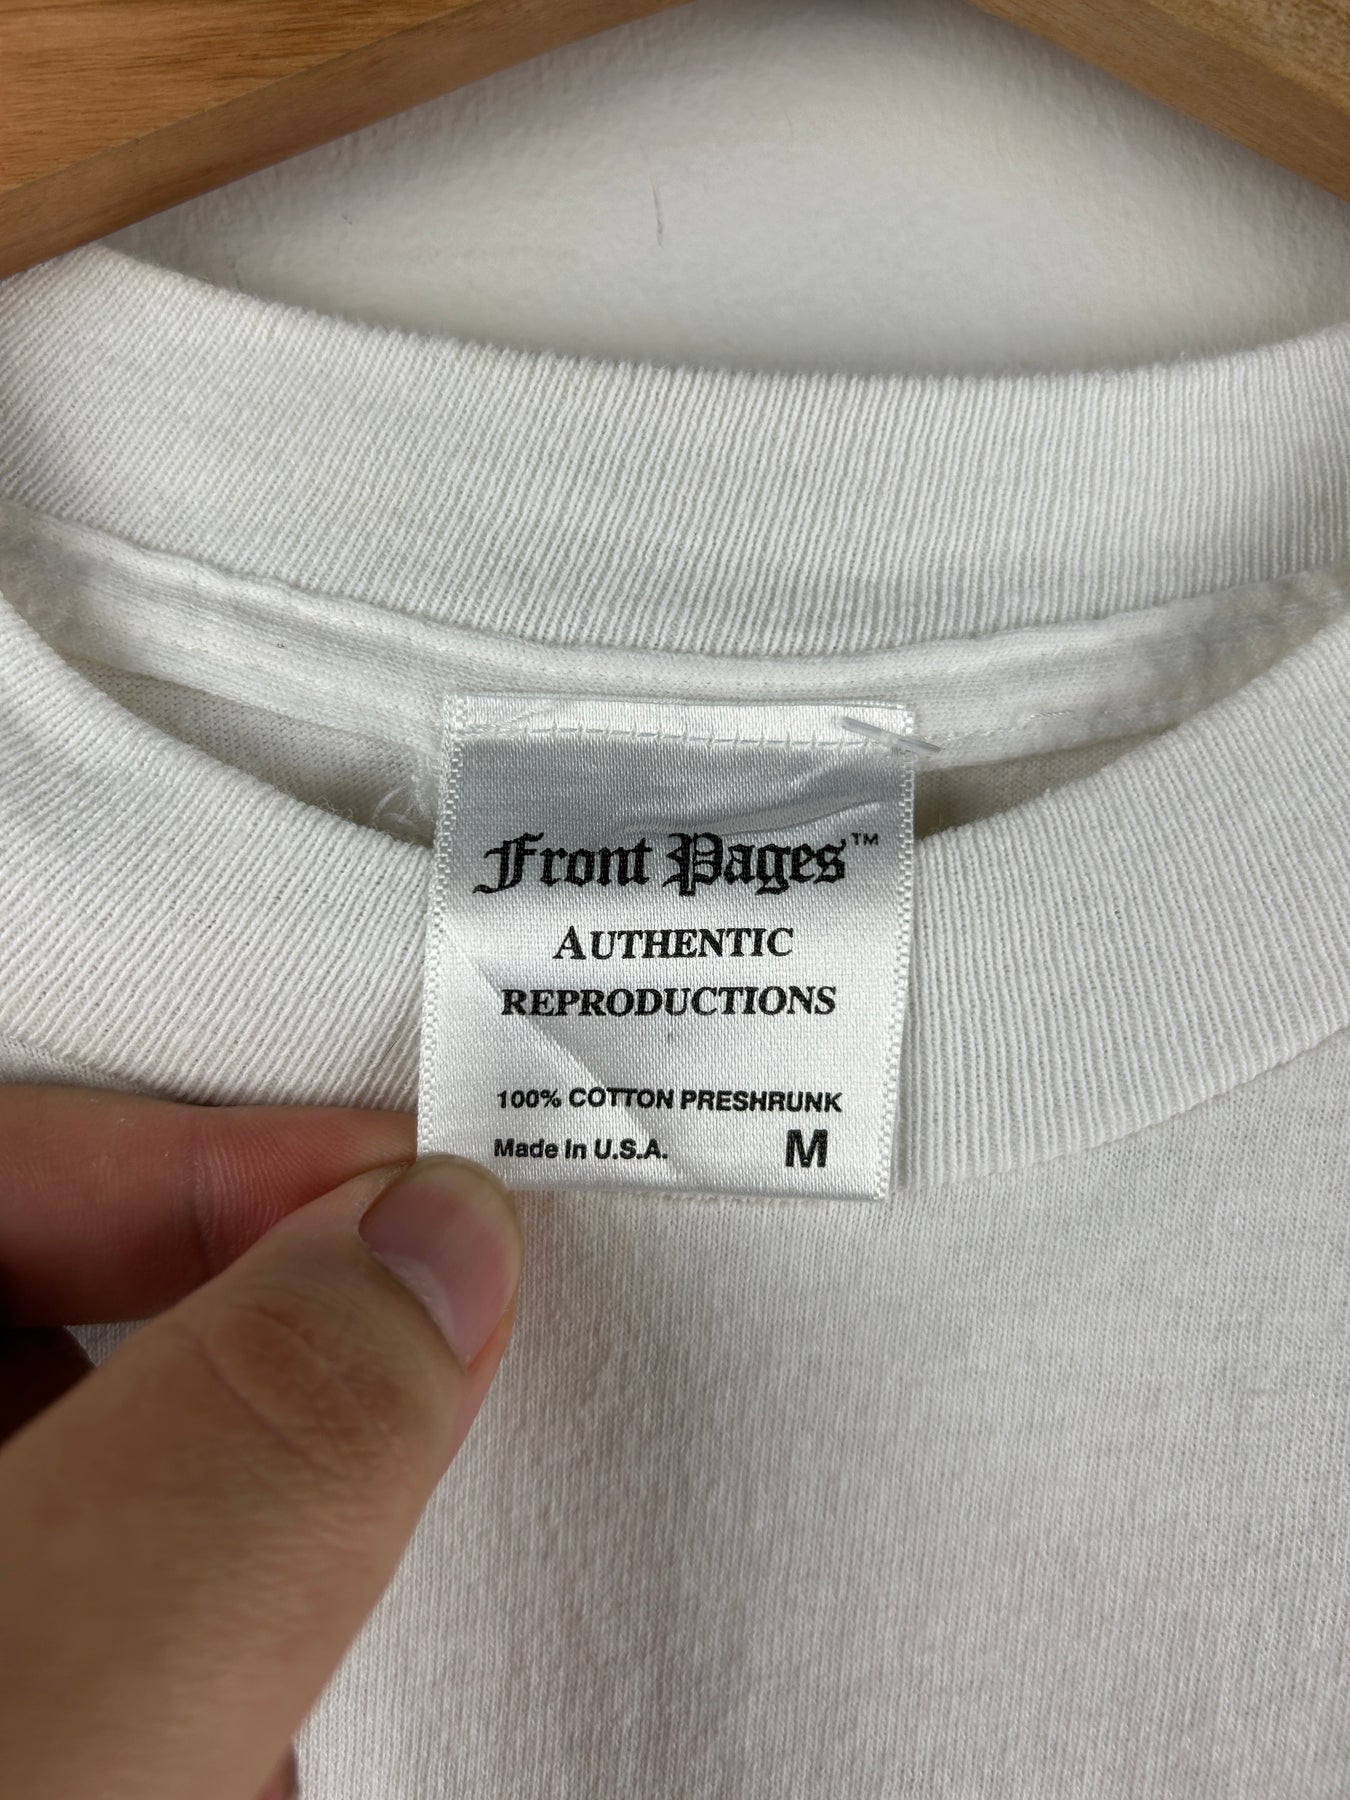 Front Pages™
AUTHENTIC
REPRODUCTIONS
100% COTTON PRESHRUNK
Made In U.S.A. M